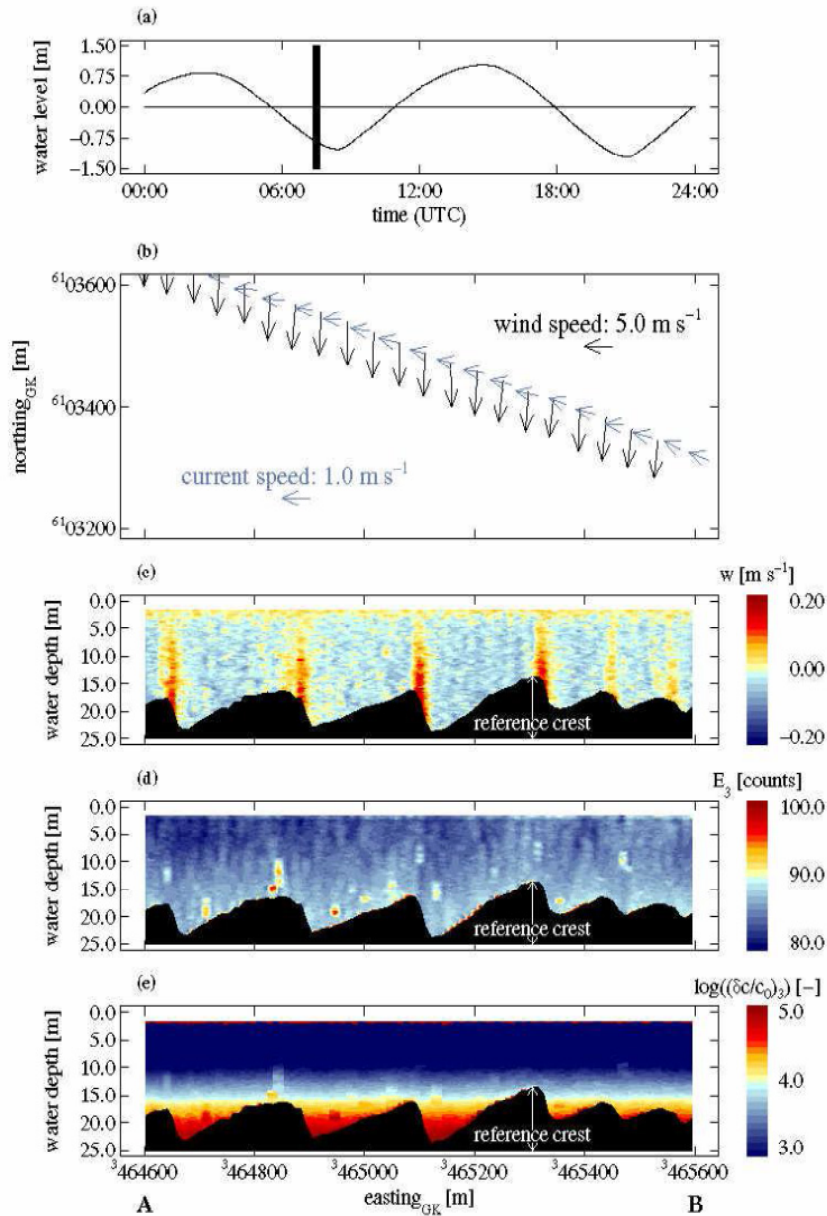 (a)
water level [m]
1.50
0.75
0.00
−0.75
−1.50
00:00 06:00 12:00 18:00 24:00
time (UTC)
(b)
northing GK [m]
6103600
6103400
6103200
wind speed: 5.0 m s⁻¹
current speed: 1.0 m s⁻¹
(c)
w [m s⁻¹]
water depth [m]
0.0
5.0
10.0
15.0
20.0
25.0
reference crest
0.20
0.00
−0.20
(d)
E₃ [counts]
water depth [m]
0.0
5.0
10.0
15.0
20.0
25.0
reference crest
100.0
90.0
80.0
(e)
log((δc/c₀)₃) [−]
water depth [m]
0.0
5.0
10.0
15.0
20.0
25.0
reference crest
5.0
4.0
3.0
³464600 ³464800 ³465000 ³465200 ³465400 ³465600
A easting GK [m] B